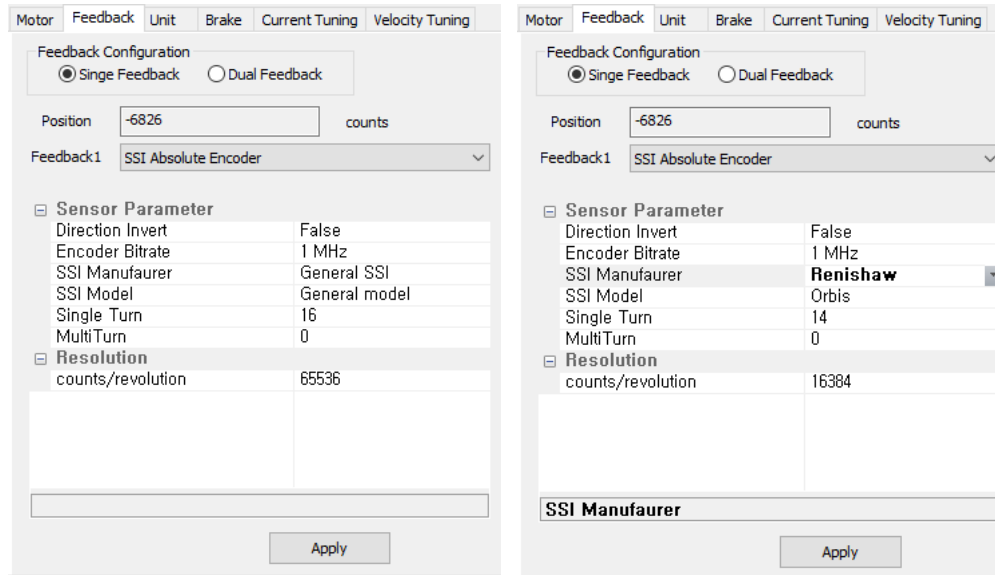 Motor Feedback Unit Brake Current Tuning Velocity Tuning
Feedback Configuration
Singe Feedback Dual Feedback
Position -6826 counts
Feedback1 SSI Absolute Encoder
Sensor Parameter
Direction Invert False
Encoder Bitrate 1 MHz
SSI Manufaurer General SSI
SSI Model General model
Single Turn 16
MultiTurn 0
Resolution
counts/revolution 65536
Apply
Motor Feedback Unit Brake Current Tuning Velocity Tuning
Feedback Configuration
Singe Feedback Dual Feedback
Position -6826 counts
Feedback1 SSI Absolute Encoder
Sensor Parameter
Direction Invert False
Encoder Bitrate 1 MHz
SSI Manufaurer Renishaw
SSI Model Orbis
Single Turn 14
MultiTurn 0
Resolution
counts/revolution 16384
SSI Manufaurer
Apply